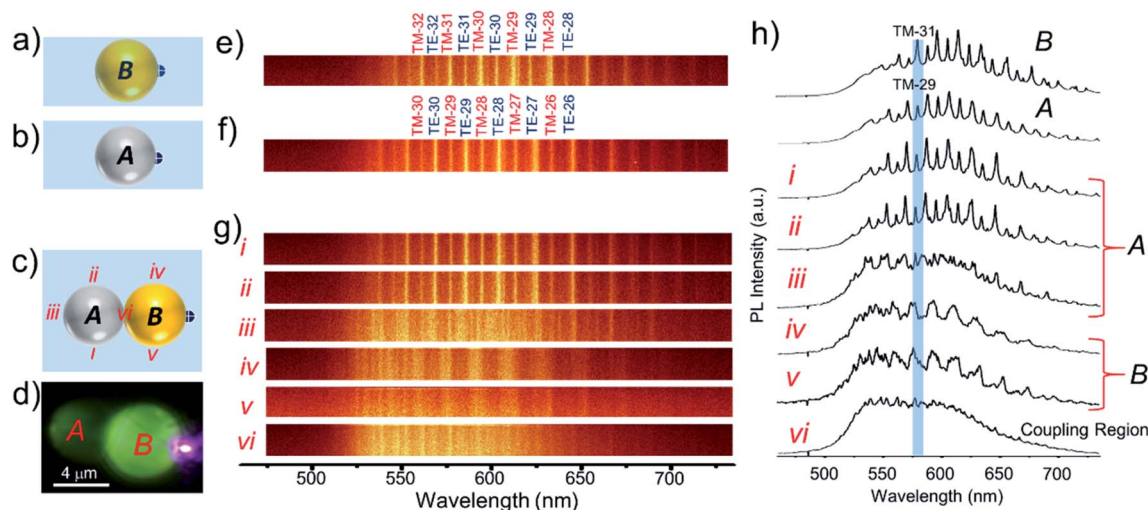 a)
B
b)
A
c)
ii
iv
iii
A
vi
B
i
v
d)
A
B
4 μm
e)
TM-32
TE-32
TM-31
TE-31
TM-30
TE-30
TM-29
TE-29
TM-28
TE-28
f)
TM-30
TE-30
TM-29
TE-29
TM-28
TE-28
TM-27
TE-27
TM-26
TE-26
g)
i
ii
iii
iv
v
vi
500 550 600 650 700
Wavelength (nm)
h)
TM-31
B
TM-29
A
i
ii
A
iii
iv
v
B
vi
Coupling Region
PL Intensity (a.u.)
500 550 600 650 700
Wavelength (nm)